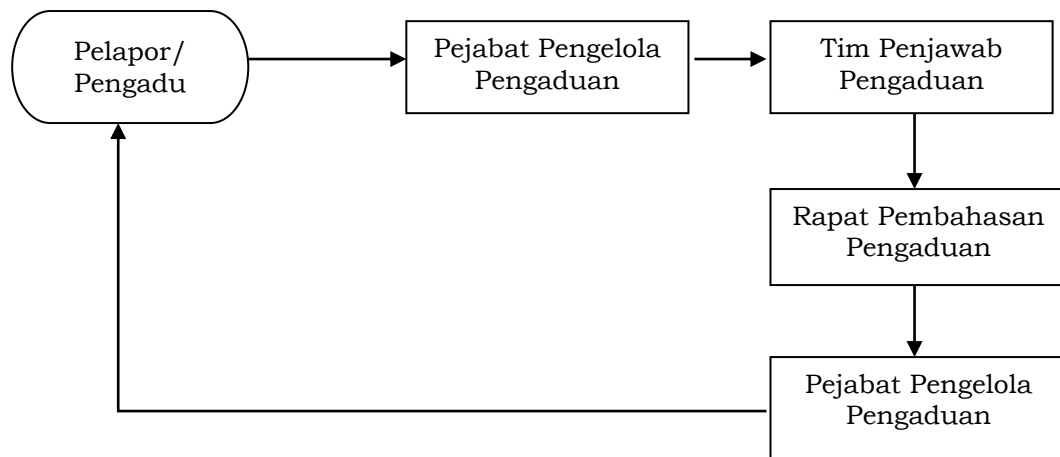 Pelapor/
Pengadu
Pejabat Pengelola
Pengaduan
Tim Penjawab
Pengaduan
Rapat Pembahasan
Pengaduan
Pejabat Pengelola
Pengaduan